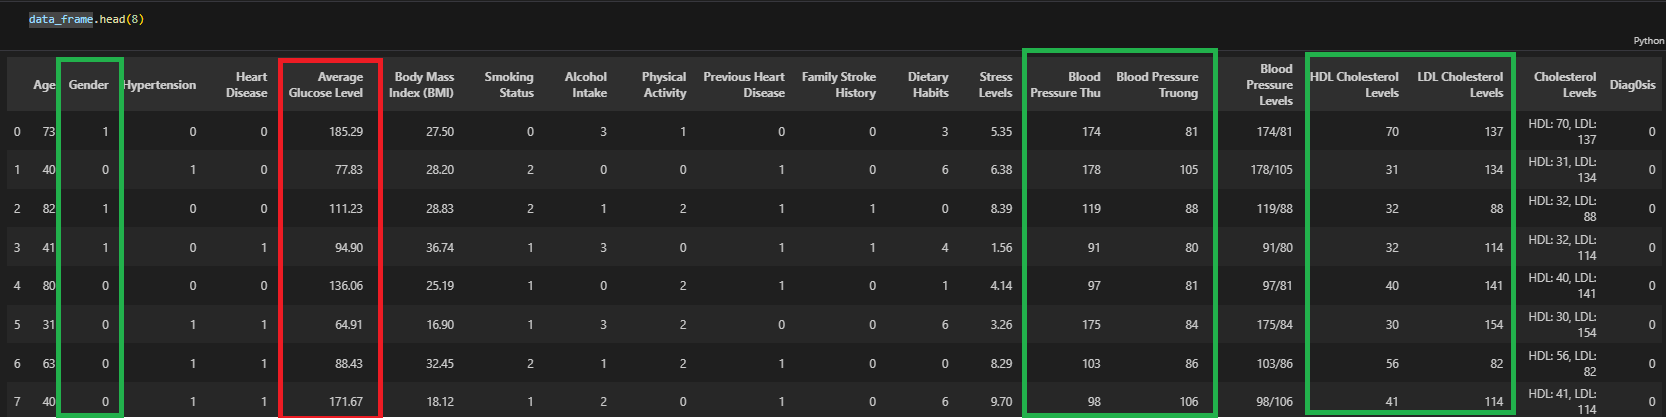 data_frame.head(8)
Python
Age Gender Hypertension Heart Disease Average Glucose Level Body Mass Index (BMI) Smoking Status Alcohol Intake Physical Activity Previous Heart Disease Family Stroke History Dietary Habits Stress Levels Blood Pressure Thu Blood Pressure Truong Blood Pressure Levels HDL Cholesterol Levels LDL Cholesterol Levels Cholesterol Levels Diag0sis
0 73 1 0 0 185.29 27.50 0 3 1 0 0 3 5.35 174 81 174/81 70 137 HDL: 70, LDL: 137 0
1 40 0 1 0 77.83 28.20 2 0 0 1 0 6 6.38 178 105 178/105 31 134 HDL: 31, LDL: 134 0
2 82 1 0 0 111.23 28.83 2 1 2 1 1 0 8.39 119 88 119/88 32 88 HDL: 32, LDL: 88 0
3 41 1 0 1 94.90 36.74 1 3 0 1 1 4 1.56 91 80 91/80 32 114 HDL: 32, LDL: 114 0
4 80 0 0 0 136.06 25.19 1 0 2 1 0 1 4.14 97 81 97/81 40 141 HDL: 40, LDL: 141 0
5 31 0 1 1 64.91 16.90 1 3 2 0 0 6 3.26 175 84 175/84 30 154 HDL: 30, LDL: 154 0
6 63 0 1 1 88.43 32.45 2 1 2 1 0 0 8.29 103 86 103/86 56 82 HDL: 56, LDL: 82 0
7 40 0 1 1 171.67 18.12 1 2 0 1 0 6 9.70 98 106 98/106 41 114 HDL: 41, LDL: 114 0